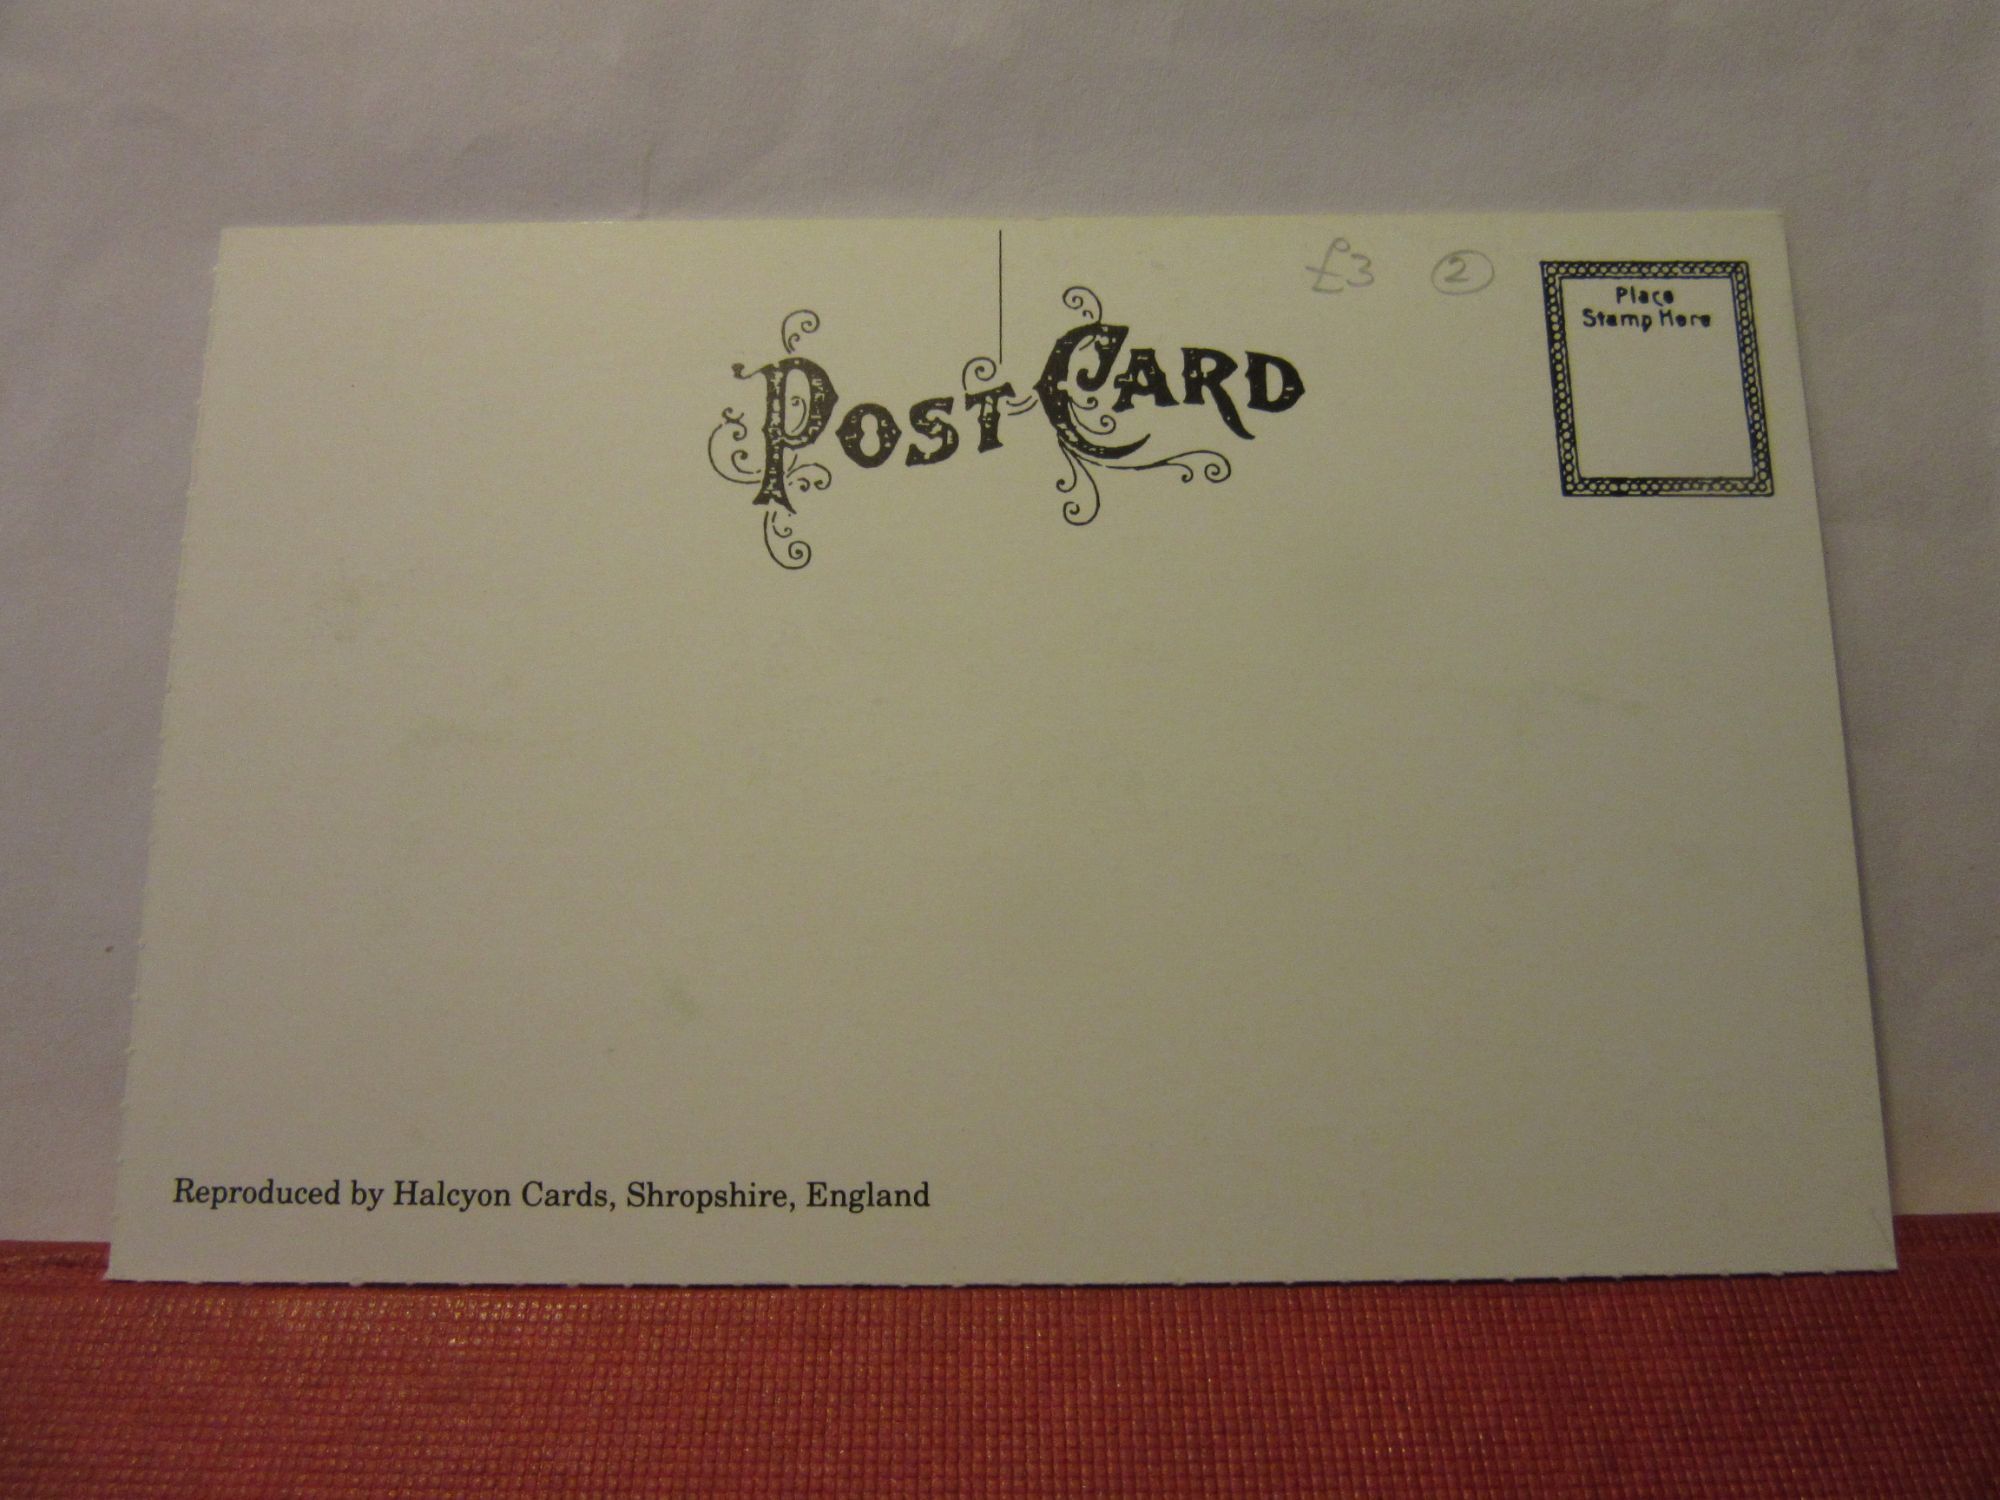 £3 2
Place
Stamp Here
POST CARD
Reproduced by Halcyon Cards, Shropshire, England